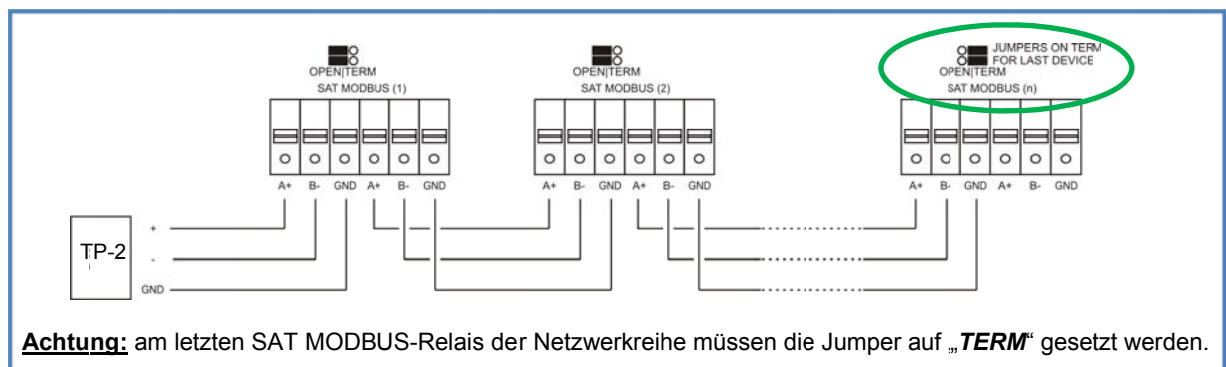 JUMPERS ON TERM
FOR LAST DEVICE
OPEN|TERM
OPEN|TERM
OPEN|TERM
SAT MODBUS (1)
SAT MODBUS (2)
SAT MODBUS (n)
A+ B- GND A+ B- GND
A+ B- GND A+ B- GND
A+ B- GND A+ B- GND
TP-2
+
-
GND
Achtung: am letzten SAT MODBUS-Relais der Netzwerkreihe müssen die Jumper auf „TERM“ gesetzt werden.